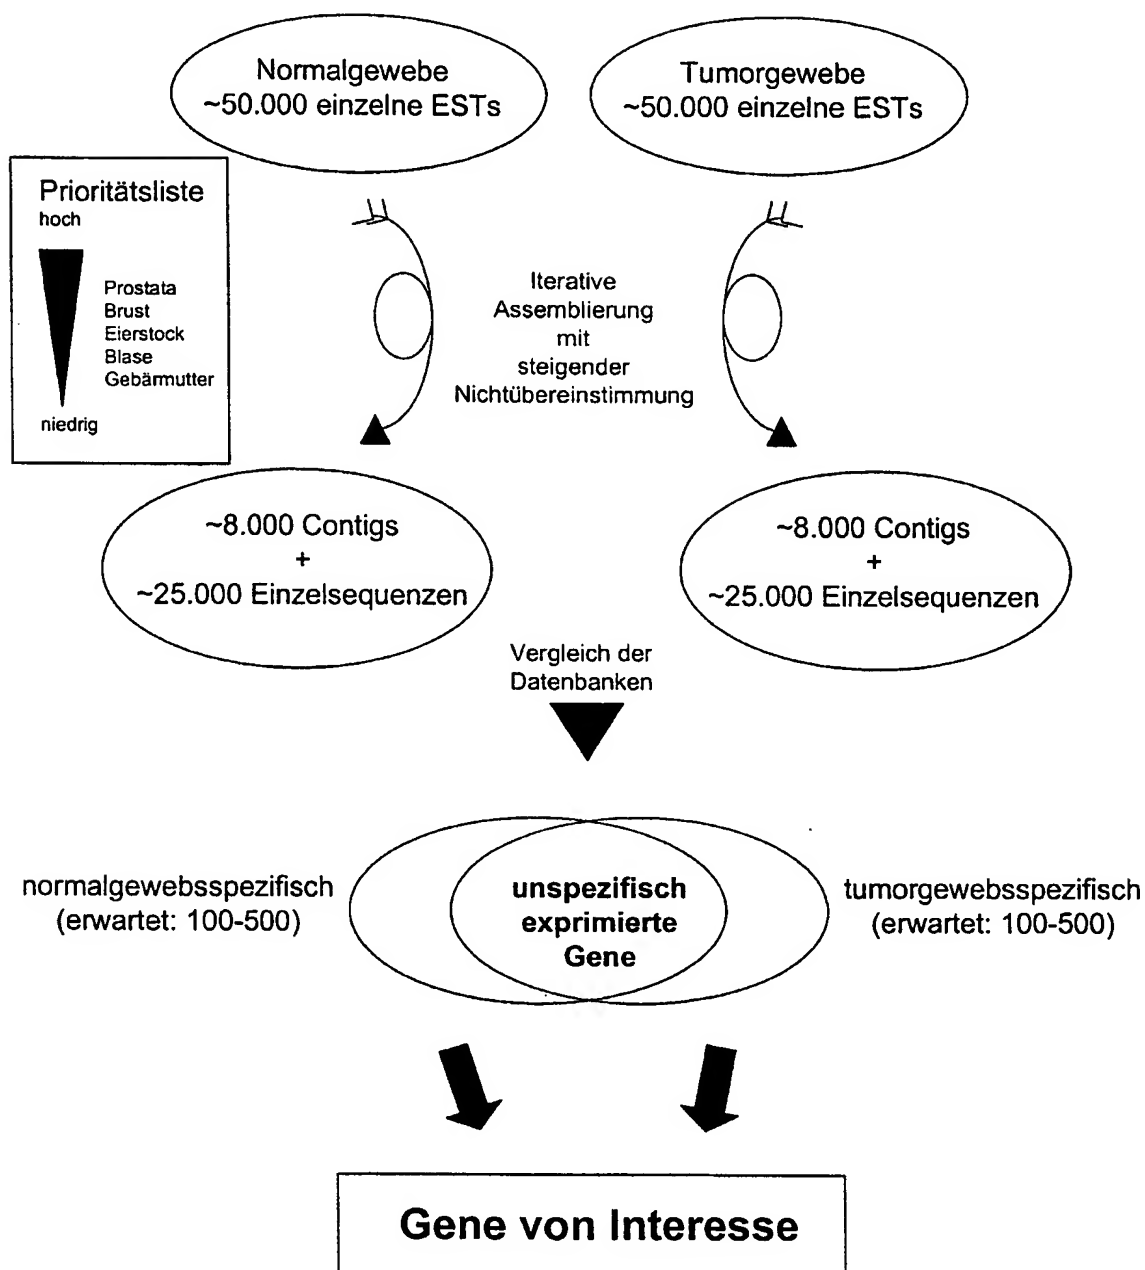 Normalgewebe
~50.000 einzelne ESTs
Tumorgewebe
~50.000 einzelne ESTs
Prioritätsliste
hoch
Prostata
Brust
Eierstock
Blase
Gebärmutter
niedrig
Iterative
Assemblierung
mit
steigender
Nichtübereinstimmung
~8.000 Contigs
+
~25.000 Einzelsequenzen
~8.000 Contigs
+
~25.000 Einzelsequenzen
Vergleich der
Datenbanken
normalgewebsspezifisch
(erwartet: 100-500)
unspezifisch
exprimierte
Gene
tumorgewebsspezifisch
(erwartet: 100-500)
Gene von Interesse